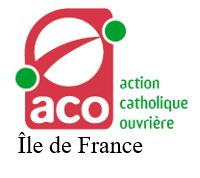 aco
action
catholique
ouvrière
Île de France